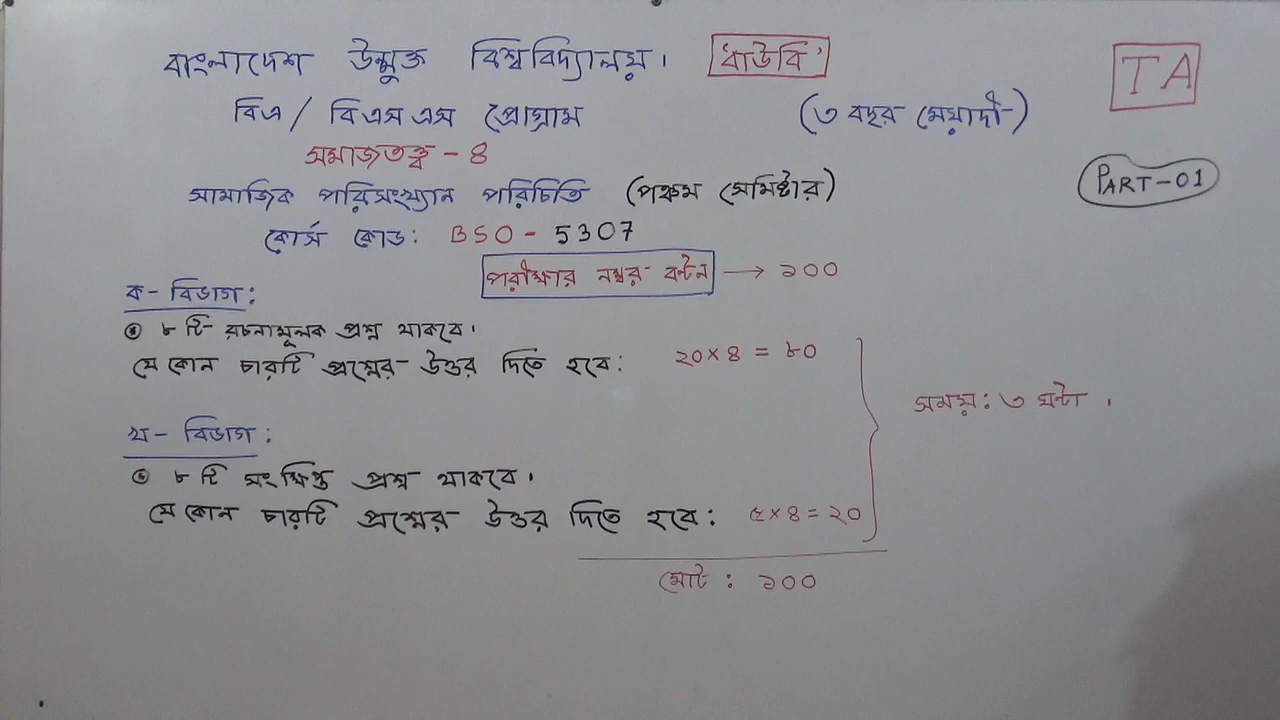 বাংলাদেশ উন্মুক্ত বিশ্ববিদ্যালয়। 'বাউবি'
TA
বিএ / বিএসএস প্রোগ্রাম (৩ বছর মেয়াদী)
সমাজতত্ত্ব - ৪
PART-01
সামাজিক পরিসংখ্যান পরিচিতি (পঞ্চম সেমিষ্টার)
কোর্স কোড: BSO - 5307
পরীক্ষার নম্বর বণ্টন → ১০০
ক - বিভাগ:
৮ টি রচনামূলক প্রশ্ন থাকবে।
যে কোন চারটি প্রশ্নের উত্তর দিতে হবে: ২০×৪ = ৮০
সময়: ৩ ঘণ্টা।
খ - বিভাগ:
৮ টি সংক্ষিপ্ত প্রশ্ন থাকবে।
যে কোন চারটি প্রশ্নের উত্তর দিতে হবে: ৫×৪ = ২০
মোট : ১০০